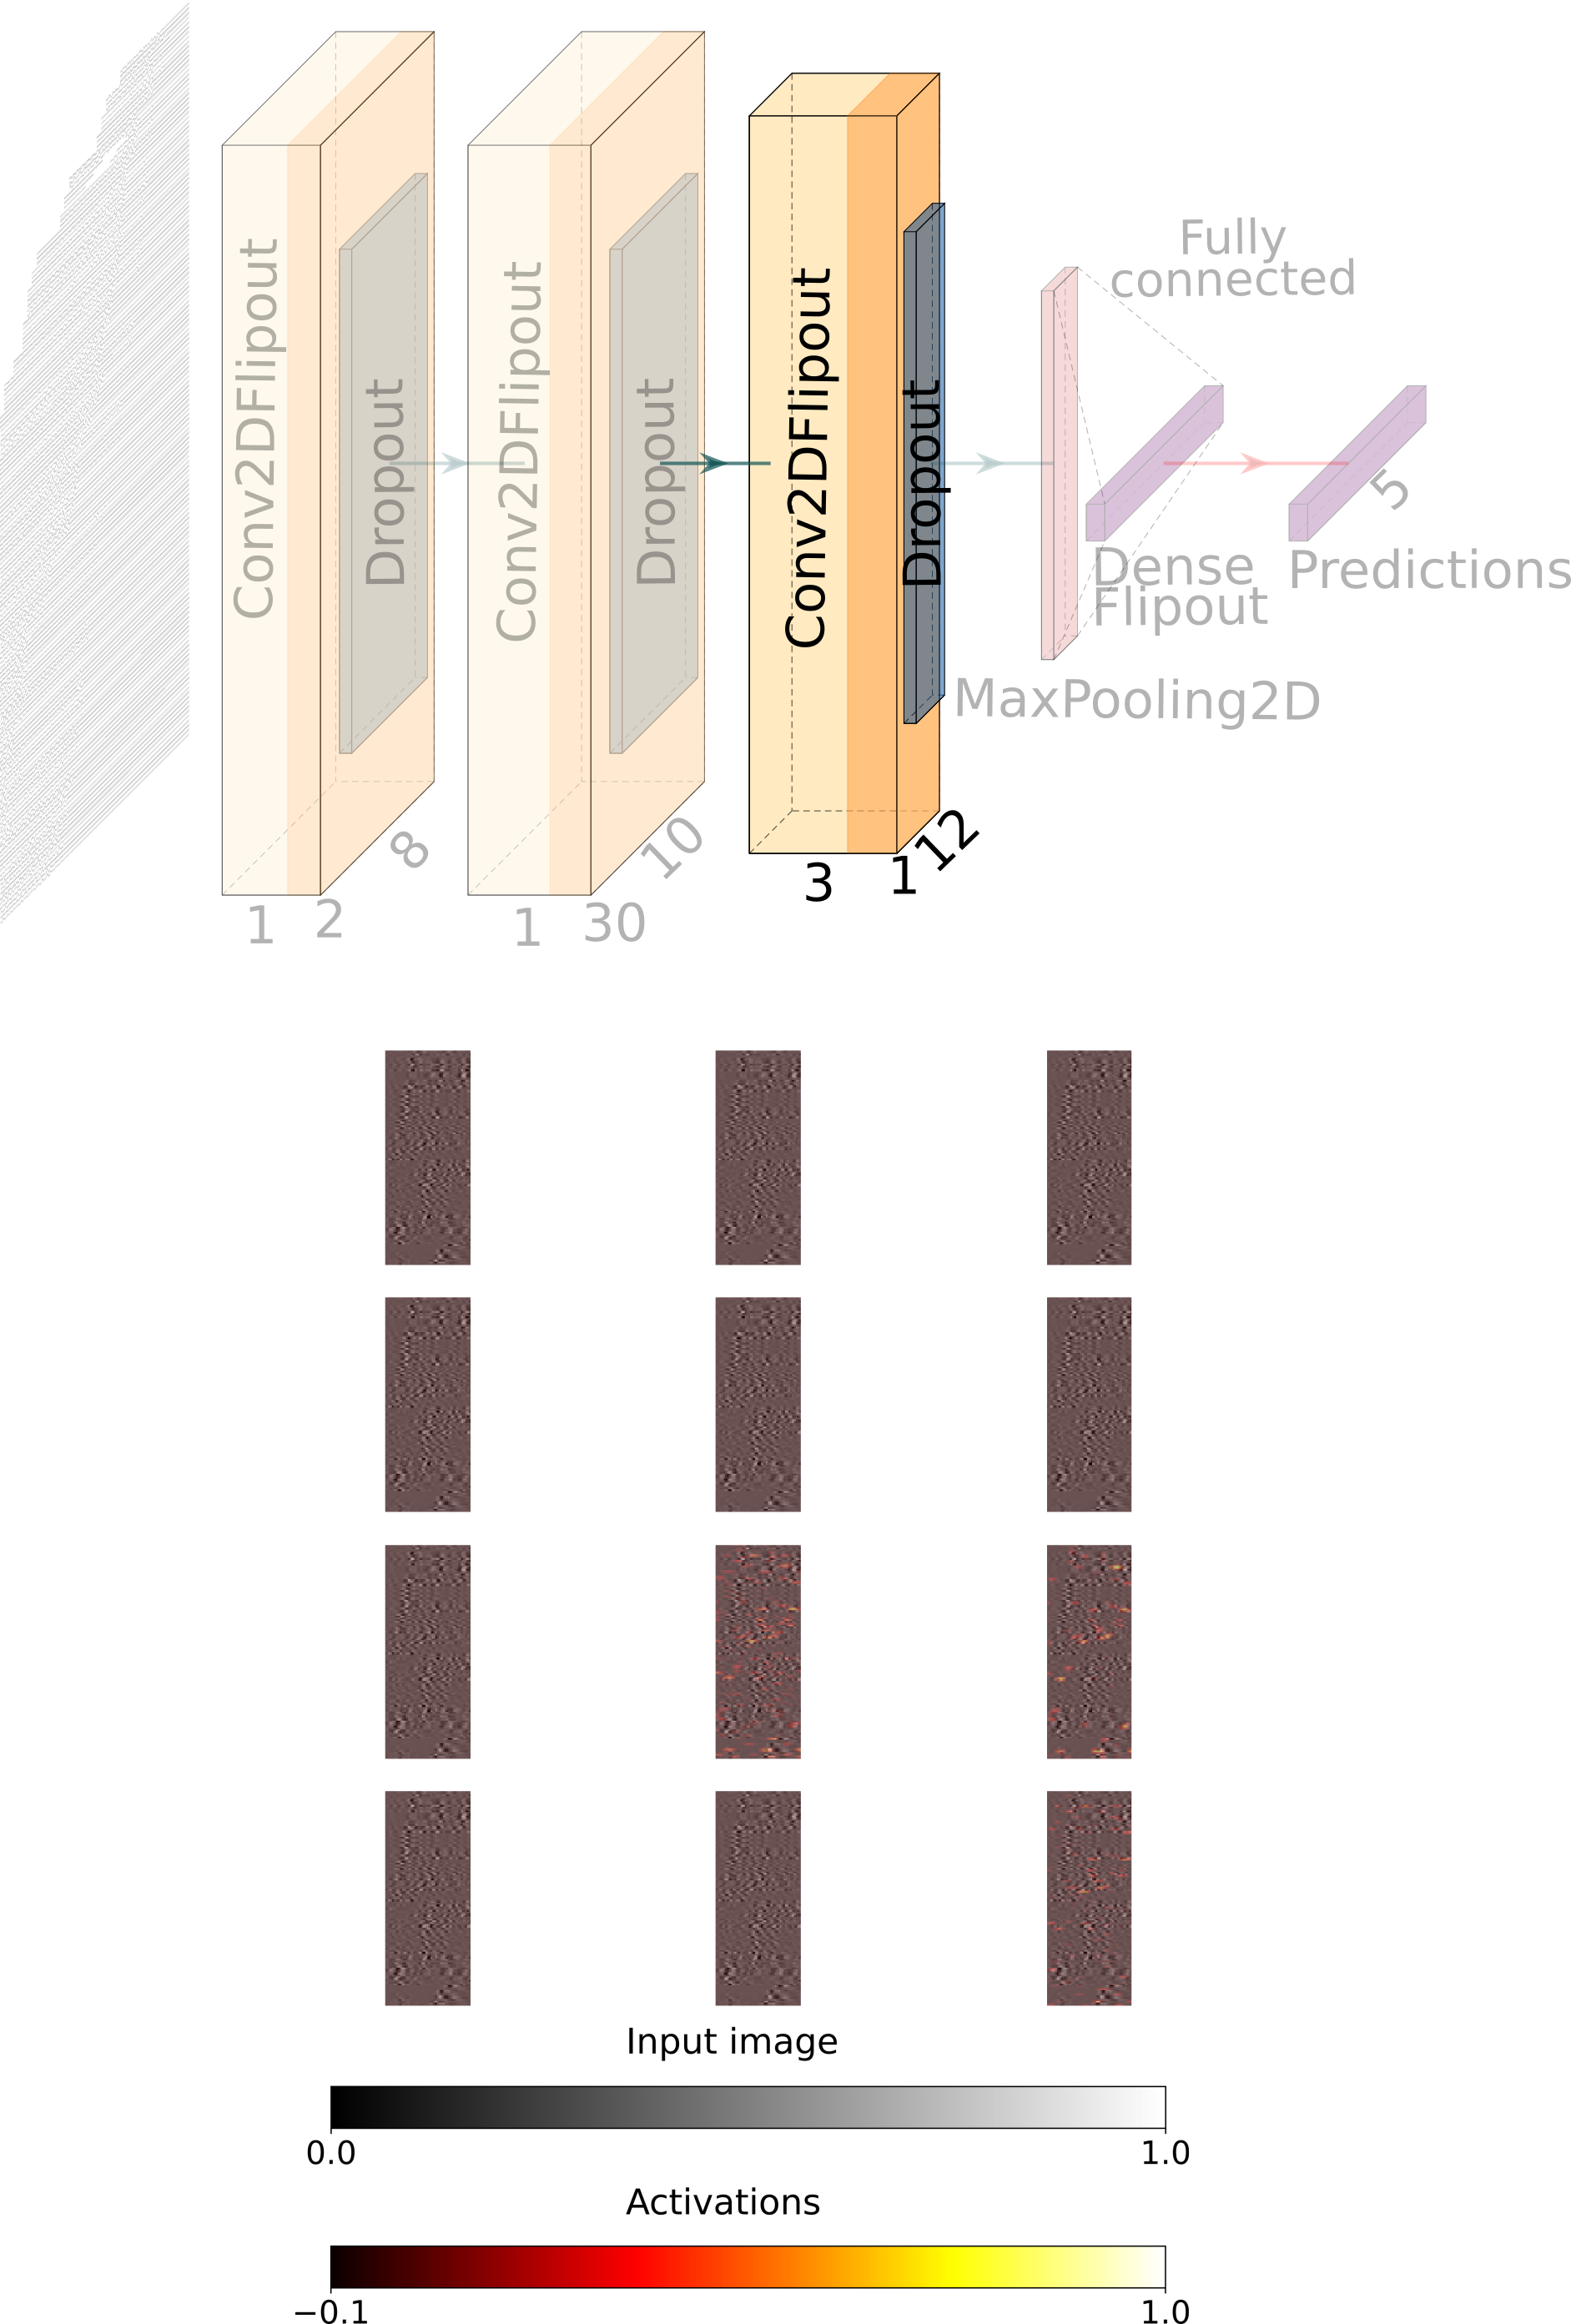 Conv2DFlipout
Dropout
8
1
2
Conv2DFlipout
Dropout
10
1
30
Conv2DFlipout
Dropout
12
3
1
MaxPooling2D
Fully
connected
Dense
Flipout
5
Predictions
Input image
0.0
1.0
Activations
−0.1
1.0